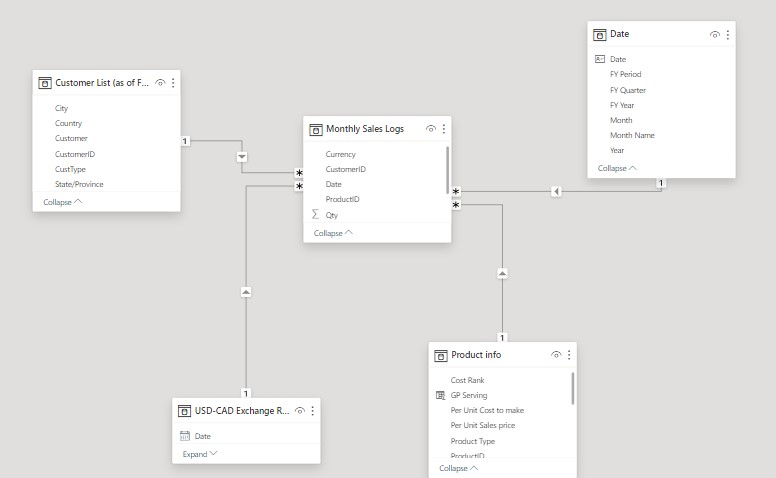 Date
Date
FY Period
FY Quarter
FY Year
Month
Month Name
Year
Collapse
Customer List (as of F...
City
Country
Customer
CustomerID
CustType
State/Province
Collapse
Monthly Sales Logs
Currency
CustomerID
Date
ProductID
Σ Qty
Collapse
1
*
*
1
*
*
1
1
Product info
Cost Rank
GP Serving
Per Unit Cost to make
Per Unit Sales price
Product Type
ProductID
Collapse
USD-CAD Exchange R...
Date
Expand